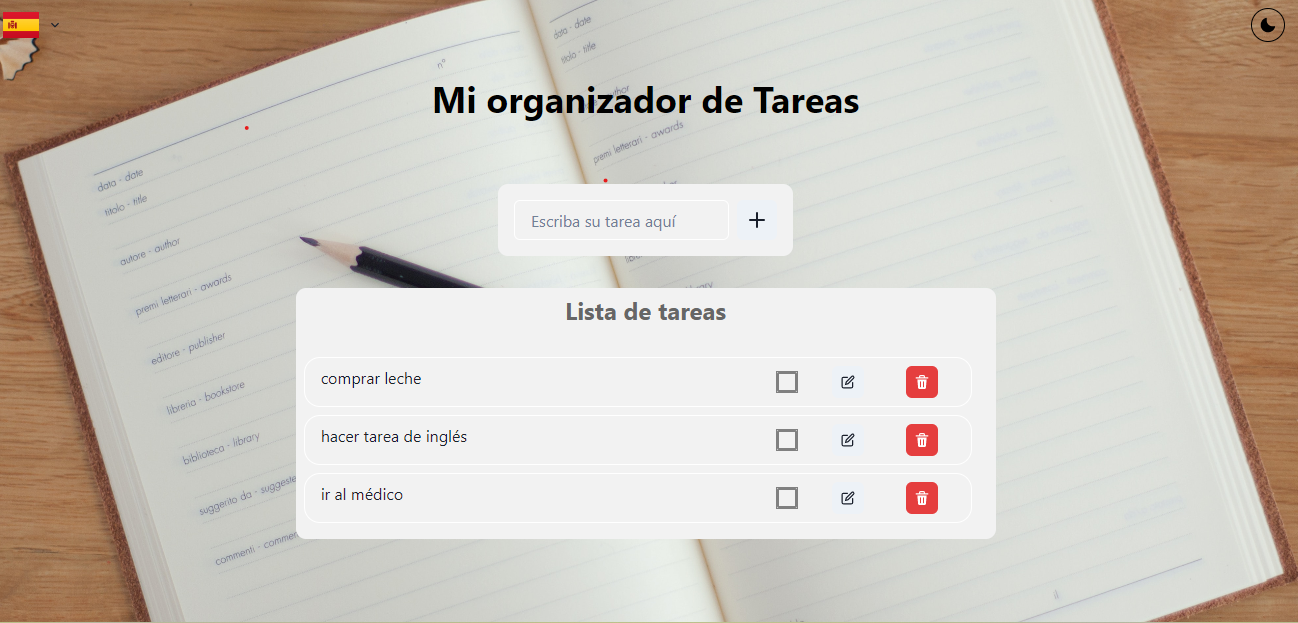 data - date
titolo - title
n°
Mi organizador de Tareas
author
premi letterari - awards
data - date
titolo - title
Escriba su tarea aquí
autore - author
premi letterari - awards
Lista de tareas
editore - publisher
comprar leche
libreria - bookstore
hacer tarea de inglés
biblioteco - library
ir al médico
suggerito da - suggeste
commenti - commen